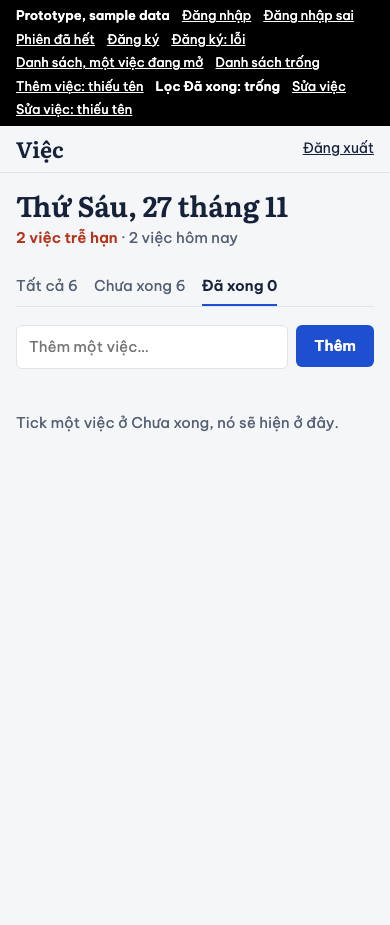 Prototype, sample data Đăng nhập Đăng nhập sai
Phiên đã hết Đăng ký Đăng ký: lỗi
Danh sách, một việc đang mở Danh sách trống
Thêm việc: thiếu tên Lọc Đã xong: trống Sửa việc
Sửa việc: thiếu tên
Việc Đăng xuất
Thứ Sáu, 27 tháng 11
2 việc trễ hạn · 2 việc hôm nay
Tất cả 6 Chưa xong 6 Đã xong 0
Thêm một việc... Thêm
Tick một việc ở Chưa xong, nó sẽ hiện ở đây.